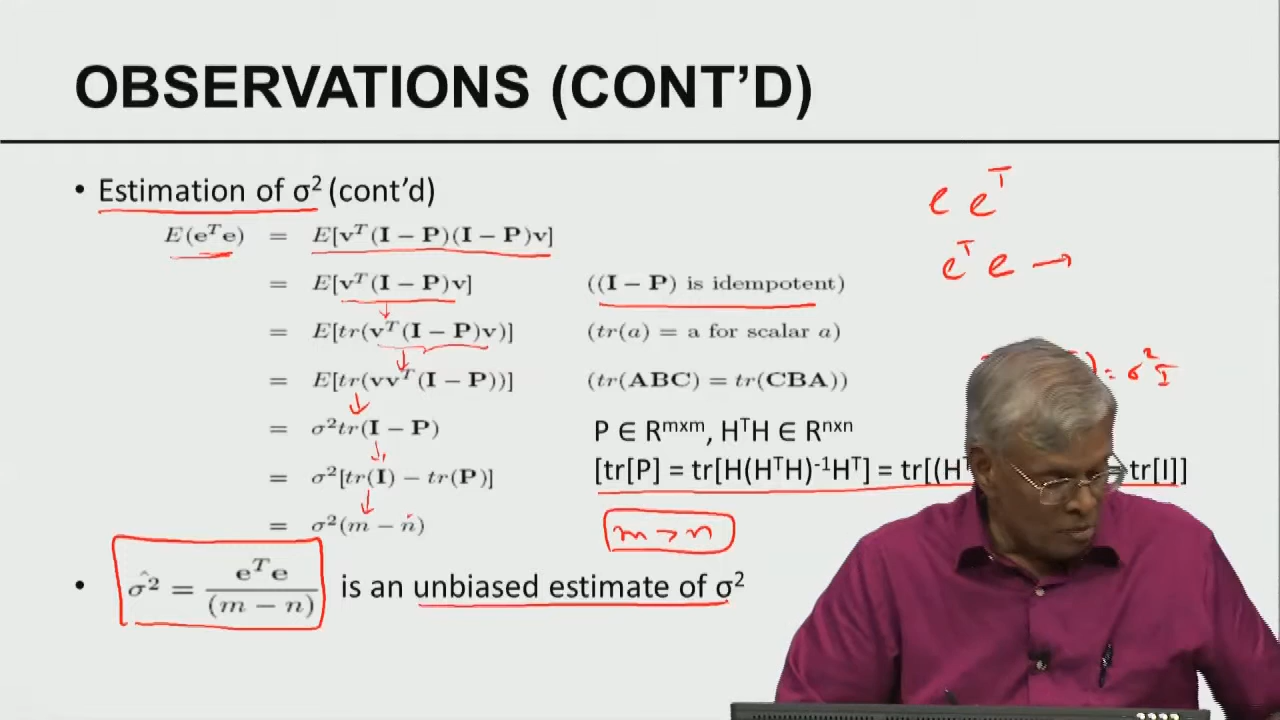 OBSERVATIONS (CONT’D)
• Estimation of σ² (cont’d)
e eᵀ
E(eᵀe) = E[vᵀ(I − P)(I − P)v]
eᵀ e →
= E[vᵀ(I − P)v] ((I − P) is idempotent)
= E[tr(vᵀ(I − P)v)] (tr(a) = a for scalar a)
= E[tr(vvᵀ(I − P))] (tr(ABC) = tr(CBA))
) = σ² I
= σ²tr(I − P) P ∈ Rᵐˣᵐ, HᵀH ∈ Rⁿˣⁿ
= σ²[tr(I) − tr(P)] [tr[P] = tr[H(HᵀH)⁻¹Hᵀ] = tr[(H tr[I]]
= σ²(m − n) m > n
• σ̂² = eᵀe / (m − n) is an unbiased estimate of σ²